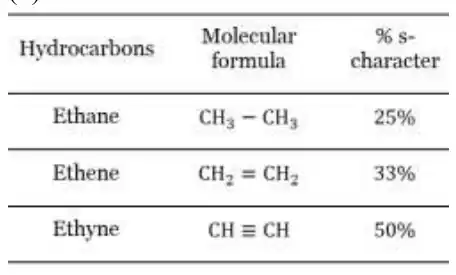 Hydrocarbons Molecular formula % s-character
Ethane CH₃ − CH₃ 25%
Ethene CH₂ = CH₂ 33%
Ethyne CH ≡ CH 50%